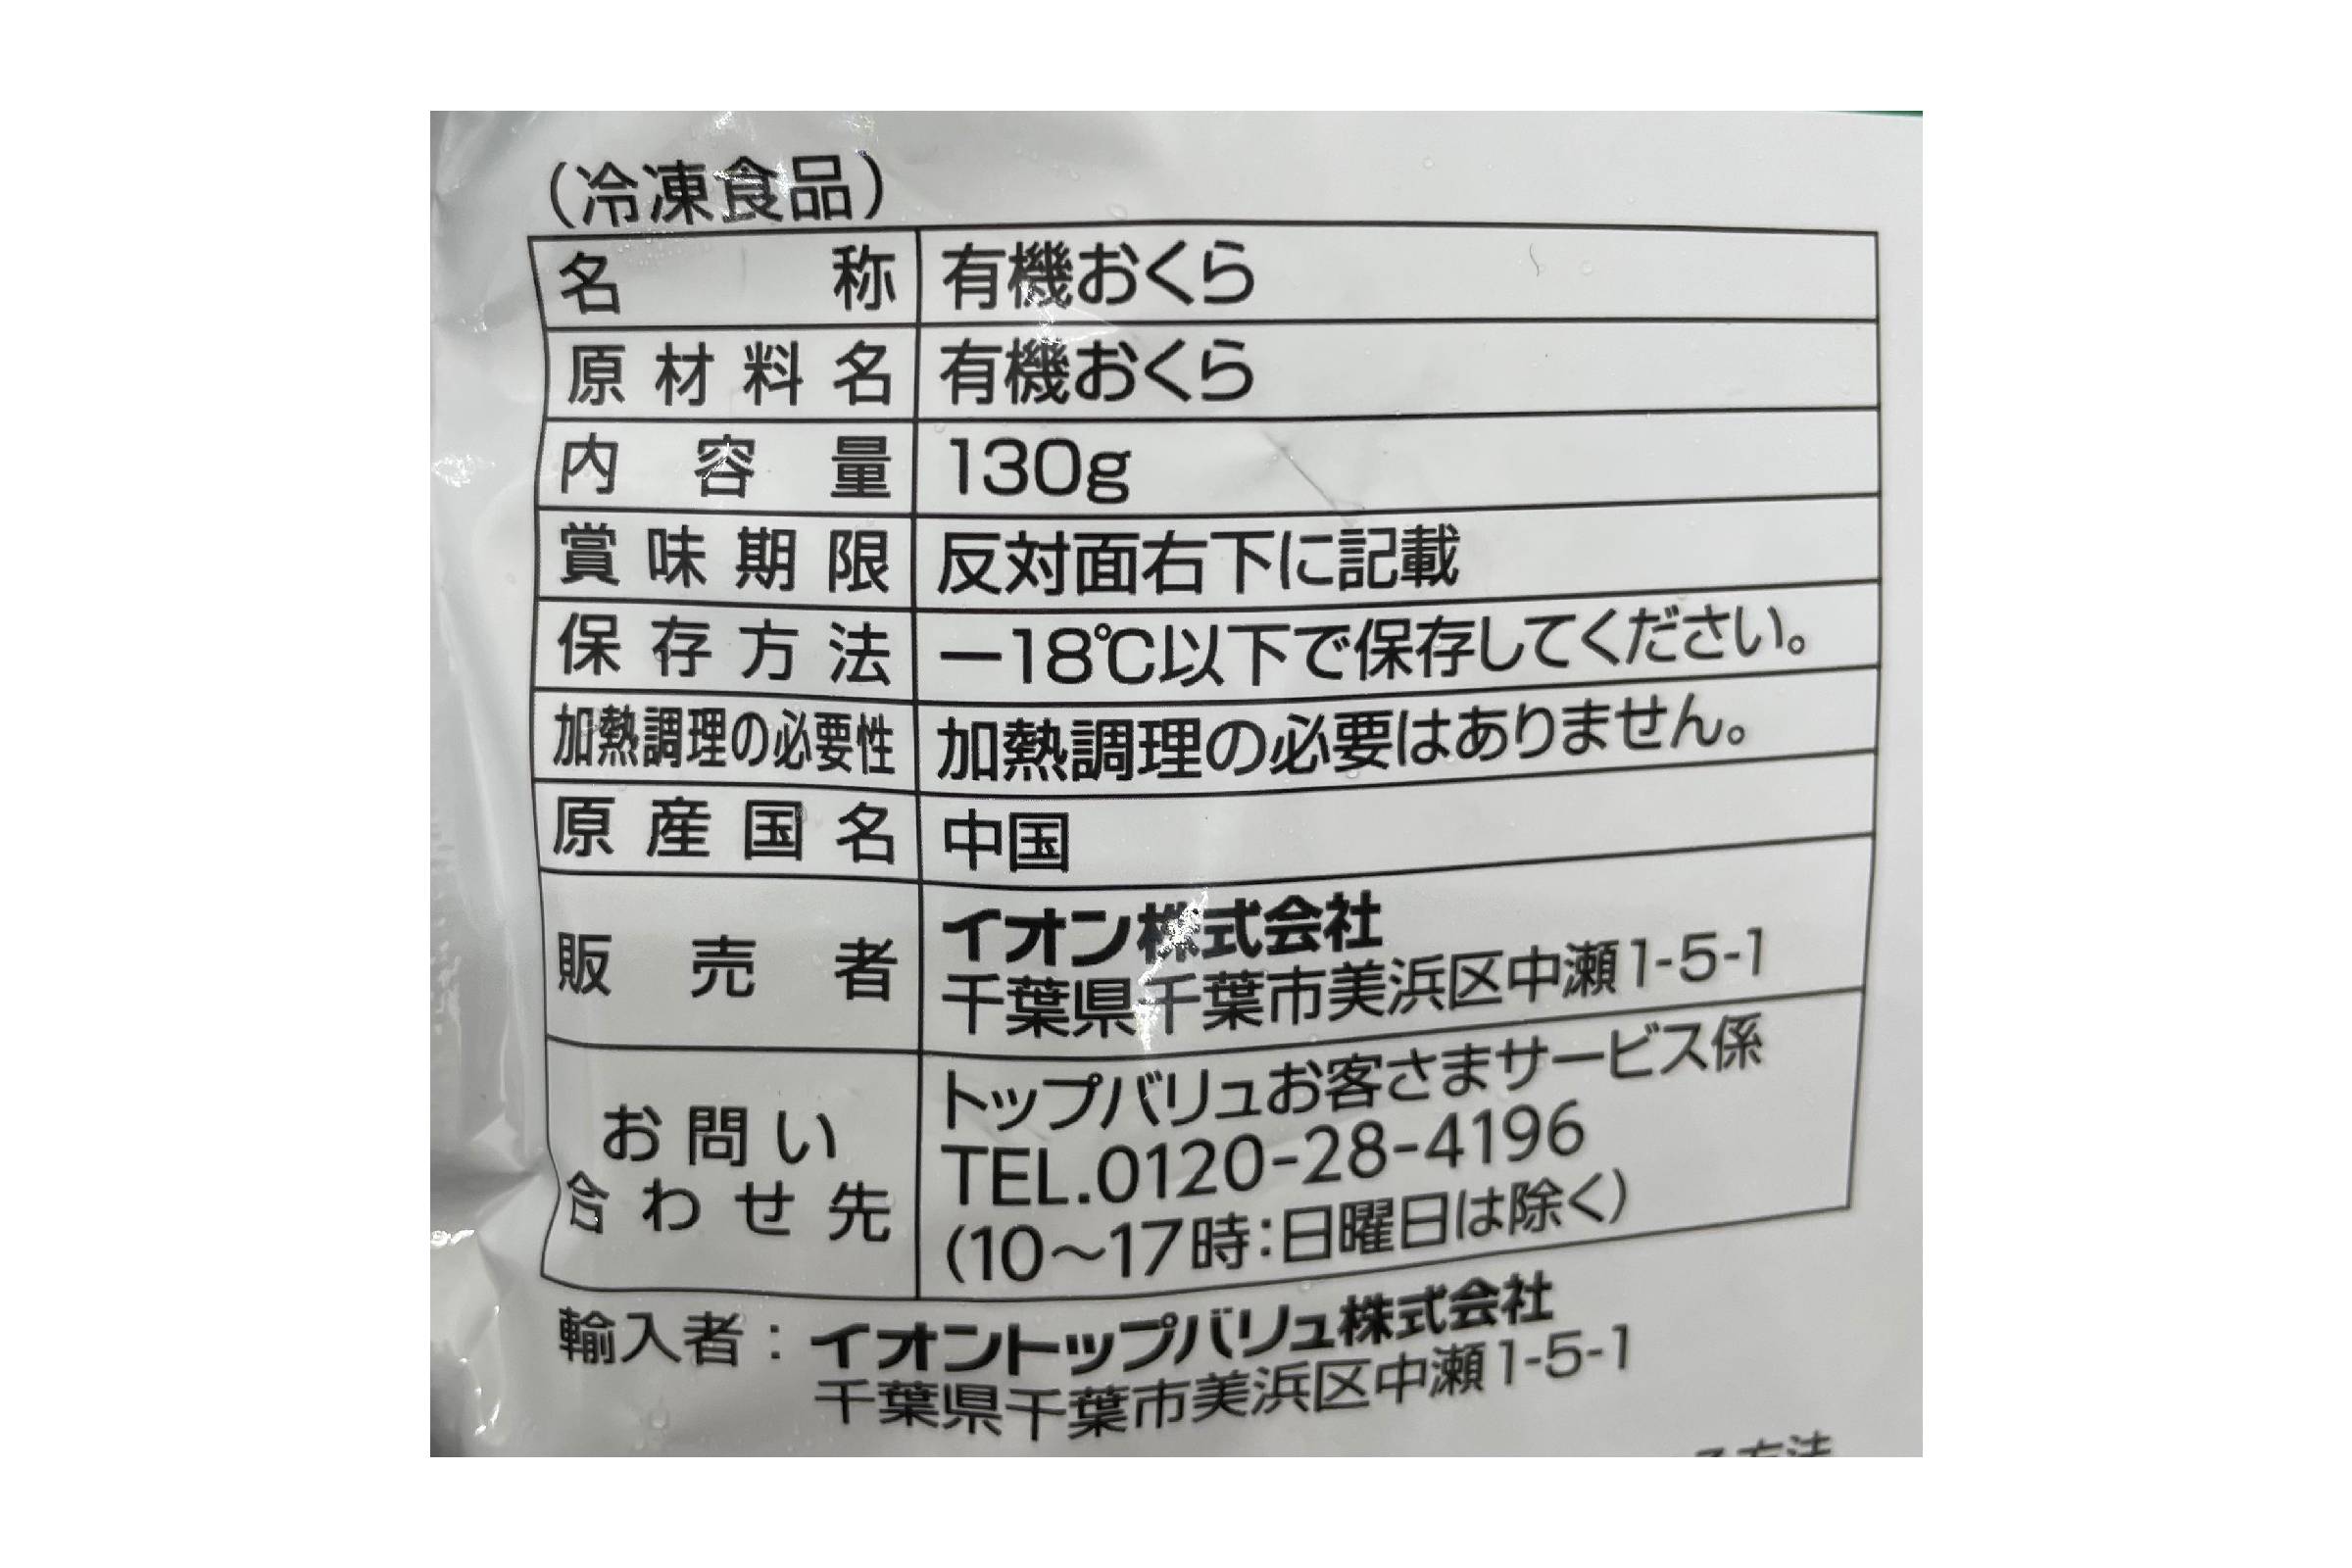 (冷凍食品)
名称 有機おくら
原材料名 有機おくら
内容量 130g
賞味期限 反対面右下に記載
保存方法 −18℃以下で保存してください。
加熱調理の必要性 加熱調理の必要はありません。
原産国名 中国
販売者 イオン株式会社
千葉県千葉市美浜区中瀬1-5-1
お問い合わせ先 トップバリュお客さまサービス係
TEL.0120-28-4196
(10〜17時:日曜日は除く)
輸入者:イオントップバリュ株式会社
千葉県千葉市美浜区中瀬1-5-1